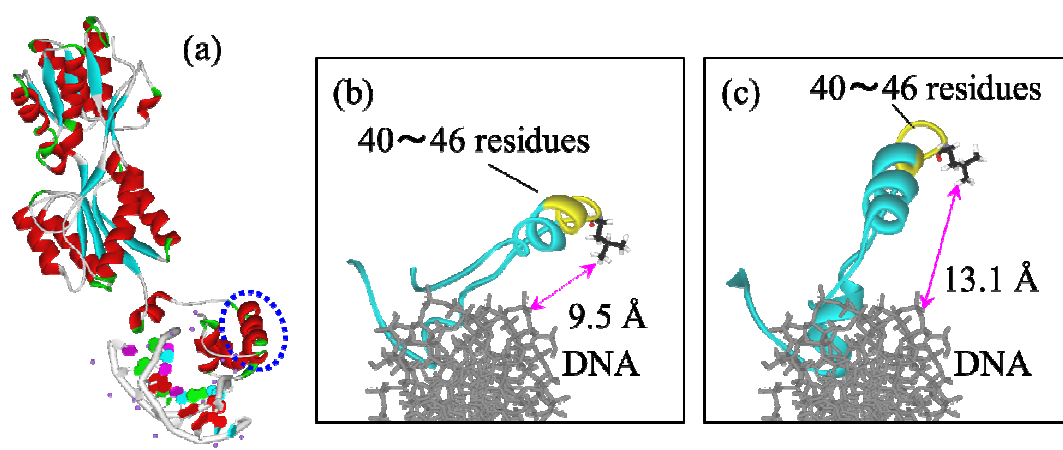 (a)
(b)
40～46 residues
9.5 Å
DNA
(c)
40～46 residues
13.1 Å
DNA